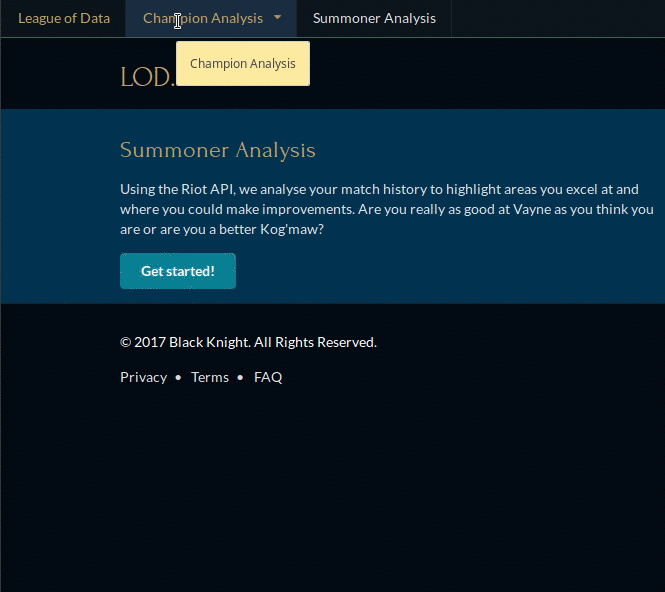 League of Data Champion Analysis Summoner Analysis
Champion Analysis
LOD.
Summoner Analysis
Using the Riot API, we analyse your match history to highlight areas you excel at and
where you could make improvements. Are you really as good at Vayne as you think you
are or are you a better Kog'maw?
Get started!
© 2017 Black Knight. All Rights Reserved.
Privacy • Terms • FAQ